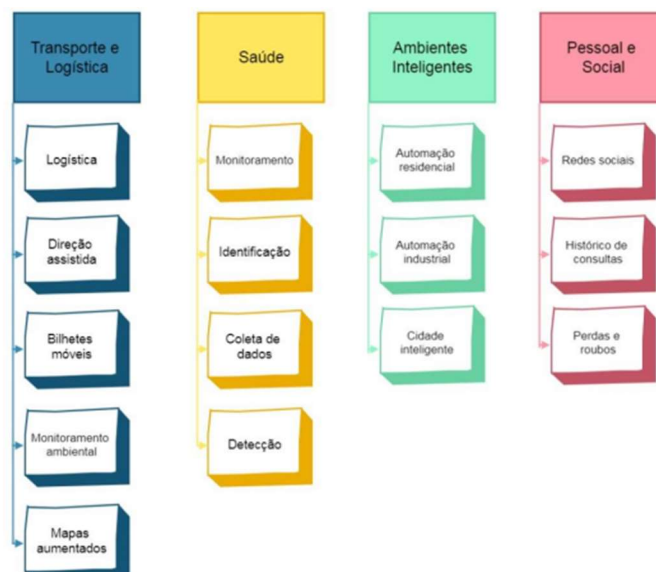 Transporte e
Logística
Logística
Direção
assistida
Bilhetes
móveis
Monitoramento
ambiental
Mapas
aumentados
Saúde
Monitoramento
Identificação
Coleta de
dados
Detecção
Ambientes
Inteligentes
Automação
residencial
Automação
industrial
Cidade
inteligente
Pessoal e
Social
Redes sociais
Histórico de
consultas
Perdas e
roubos